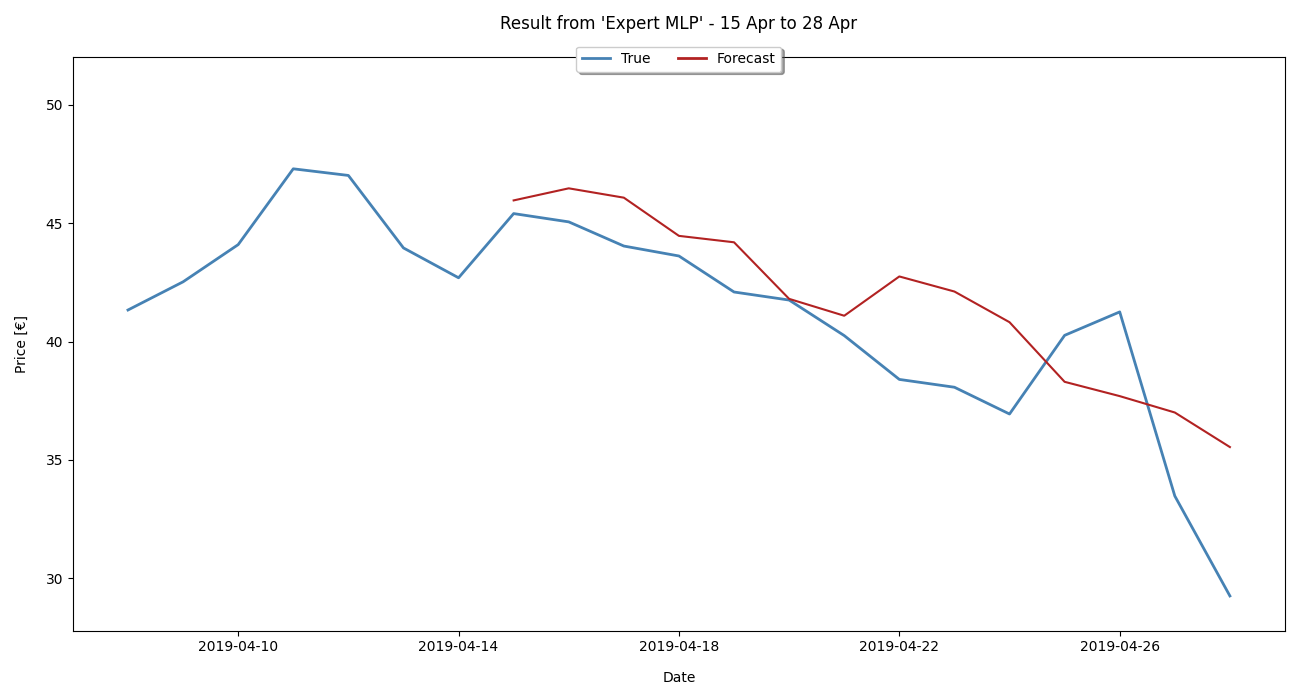 Result from 'Expert MLP' - 15 Apr to 28 Apr
True Forecast
50
45
40
35
30
Price [€]
2019-04-10 2019-04-14 2019-04-18 2019-04-22 2019-04-26
Date